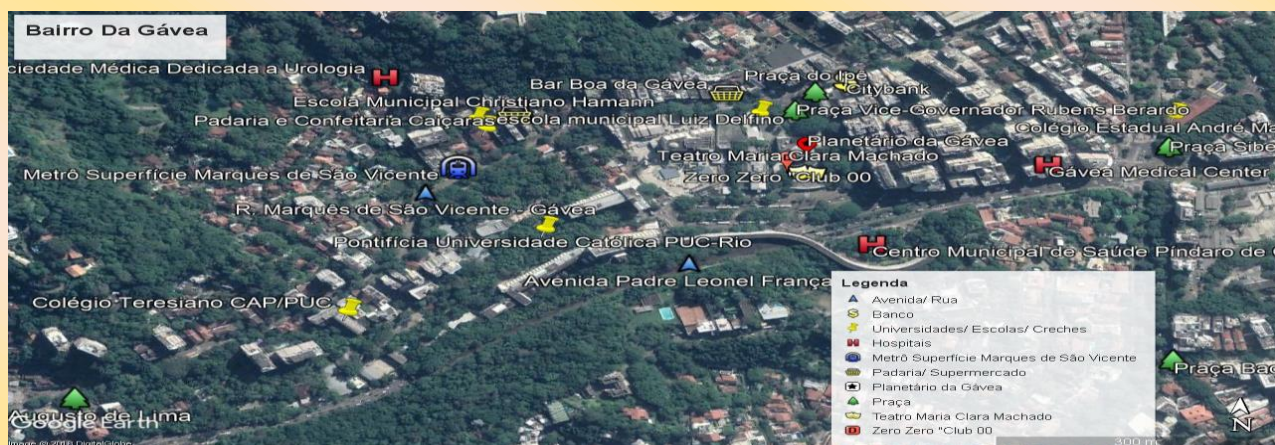 Bairro Da Gávea
ciedade Médica Dedicada a Urologia
Bar Boa da Gávea
Praça do Ipê
Citybank
Escola Municipal Christiano Hamann
Padaria e Confeitaria Caiçaras
escola municipal Luiz Delfino
Praça Vice-Governador Rubens Berardo
Colégio Estadual André Ma
Planetário da Gávea
Praça Sibe
Teatro Maria Clara Machado
Metrô Superfície Marques de São Vicente
Zero Zero "Club 00
Gávea Medical Center
R. Marquês de São Vicente - Gávea
Pontifícia Universidade Católica PUC-Rio
Centro Municipal de Saúde Píndaro de C
Avenida Padre Leonel França
Colégio Teresiano CAP/PUC
Legenda
Avenida/ Rua
Banco
Universidades/ Escolas/ Creches
Hospitais
Metrô Superfície Marques de São Vicente
Padaria/ Supermercado
Planetário da Gávea
Praça
Teatro Maria Clara Machado
Zero Zero "Club 00
Praça Bac
Augusto de Lima
Google Earth
Image © 2018 DigitalGlobe
300 m
N